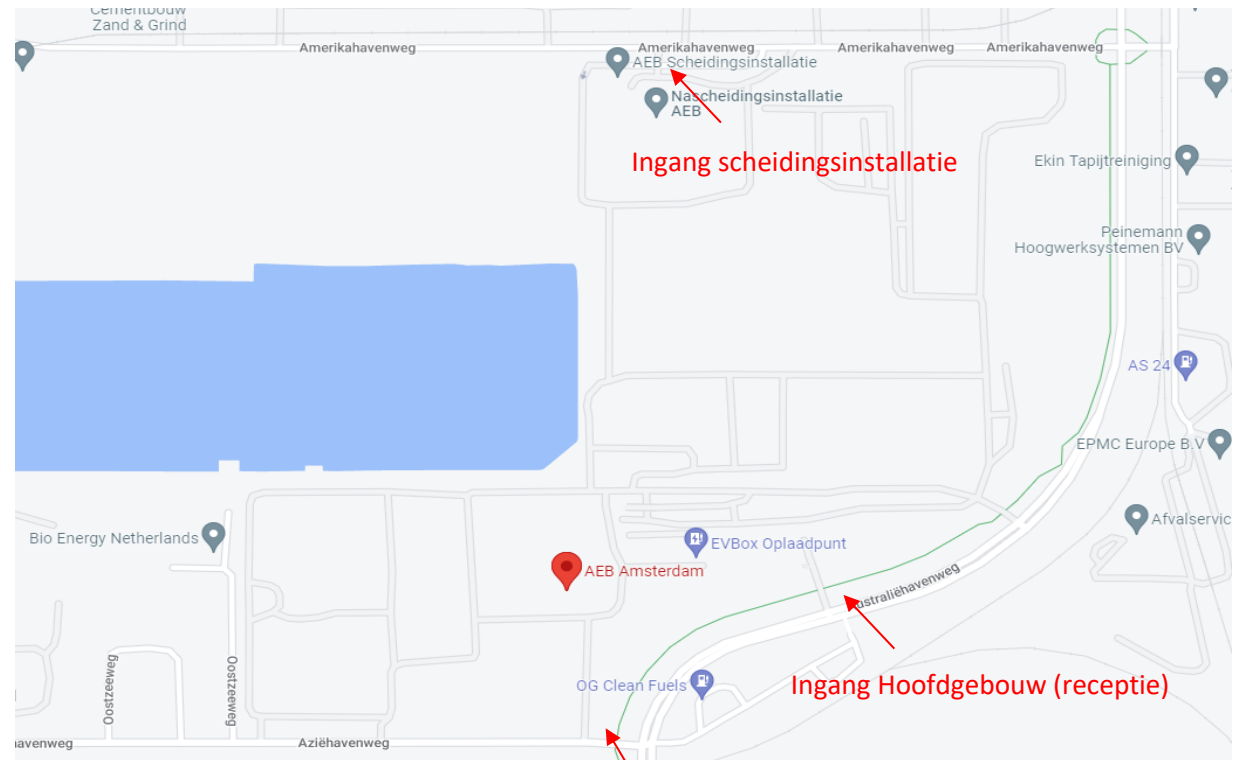 Cementbouw
Zand & Grind
Amerikahavenweg
Amerikahavenweg
Amerikahavenweg
Amerikahavenweg
AEB Scheidingsinstallatie
Nascheidingsinstallatie
AEB
Ingang scheidingsinstallatie
Ekin Tapijtreiniging
Peinemann
Hoogwerksystemen BV
AS 24
EPMC Europe B.V
Afvalservic
Bio Energy Netherlands
EVBox Oplaadpunt
AEB Amsterdam
ustraliëhavenweg
Oostzeeweg
Oostzeeweg
OG Clean Fuels
Ingang Hoofdgebouw (receptie)
avenweg
Aziëhavenweg